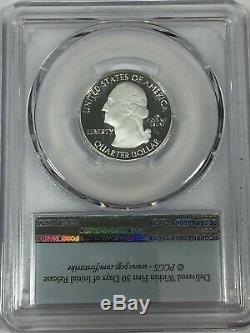 UNITED STATES OF AMERICA
LIBERTY
IN
GOD WE
TRUST
S
QUARTER DOLLAR
Delivered Within First 30 Days of Initial Release
© PCGS - www.pcgs.com/firststrike